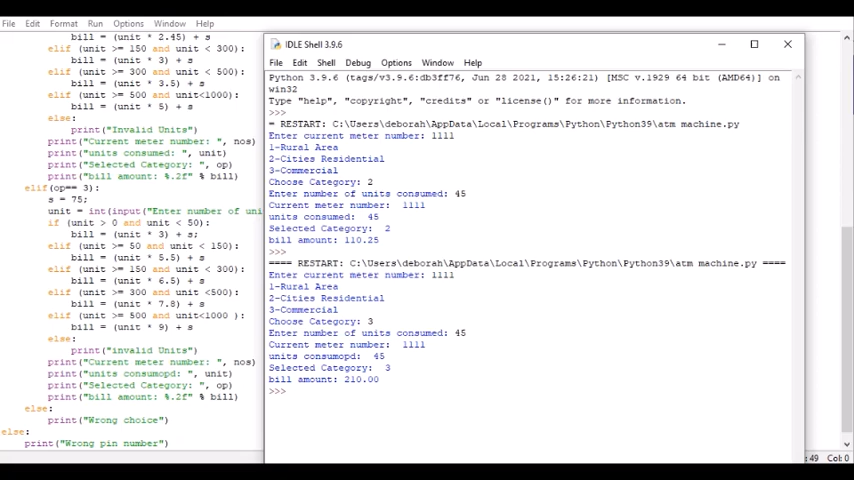 File Edit Format Run Options Window Help
bill = (unit * 2.45) + s
elif (unit >= 150 and unit < 300):
bill = (unit * 3) + s
elif (unit >= 300 and unit < 500):
bill = (unit * 3.5) + s
elif (unit >= 500 and unit<1000):
bill = (unit * 5) + s
else:
print("Invalid Units")
print("Current meter number: ", nos)
print("units consumed: ", unit)
print("Selected Category: ", op)
print("bill amount: %.2f" % bill)
elif(op== 3):
s = 75;
unit = int(input("Enter number of uni
if (unit > 0 and unit < 50):
bill = (unit * 3) + s;
elif (unit >= 50 and unit < 150):
bill = (unit * 5.5) + s
elif (unit >= 150 and unit < 300):
bill = (unit * 6.5) + s
elif (unit >= 300 and unit <500):
bill = (unit * 7.8) + s
elif (unit >= 500 and unit<1000 ):
bill = (unit * 9) + s
else:
print("invalid Units")
print("Current meter number: ", nos)
print("units consumopd: ", unit)
print("Selected Category: ", op)
print("bill amount: %.2f" % bill)
else:
print("Wrong choice")
else:
print("Wrong pin number")
IDLE Shell 3.9.6
File Edit Shell Debug Options Window Help
Python 3.9.6 (tags/v3.9.6:db3ff76, Jun 28 2021, 15:26:21) [MSC v.1929 64 bit (AMD64)] on
win32
Type "help", "copyright", "credits" or "license()" for more information.
>>>
= RESTART: C:\Users\deborah\AppData\Local\Programs\Python\Python39\atm machine.py
Enter current meter number: 1111
1-Rural Area
2-Cities Residential
3-Commercial
Choose Category: 2
Enter number of units consumed: 45
Current meter number:  1111
units consumed:  45
Selected Category:  2
bill amount: 110.25
>>>
==== RESTART: C:\Users\deborah\AppData\Local\Programs\Python\Python39\atm machine.py ====
Enter current meter number: 1111
1-Rural Area
2-Cities Residential
3-Commercial
Choose Category: 3
Enter number of units consumed: 45
Current meter number:  1111
units consumopd:  45
Selected Category:  3
bill amount: 210.00
>>>
: 49 Col: 0